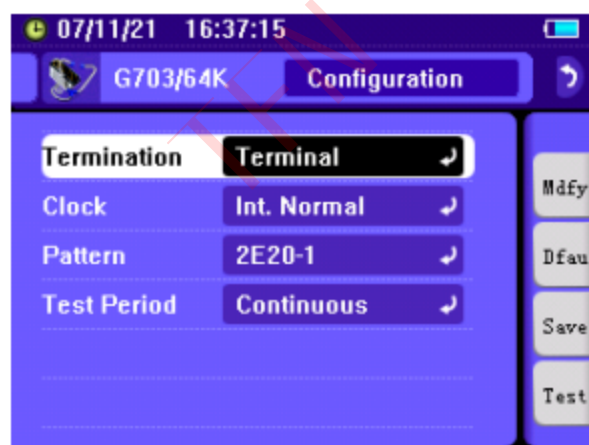 07/11/21 16:37:15
G703/64K Configuration
Termination Terminal
Clock Int. Normal
Pattern 2E20-1
Test Period Continuous
Mdfy
Dfau
Save
Test
TFN